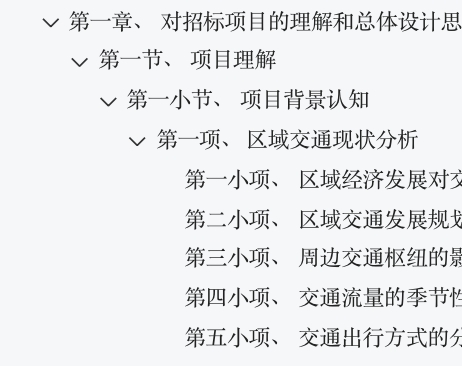 第一章、 对招标项目的理解和总体设计思
第一节、 项目理解
第一小节、 项目背景认知
第一项、 区域交通现状分析
第一小项、 区域经济发展对交
第二小项、 区域交通发展规划
第三小项、 周边交通枢纽的影
第四小项、 交通流量的季节性
第五小项、 交通出行方式的分